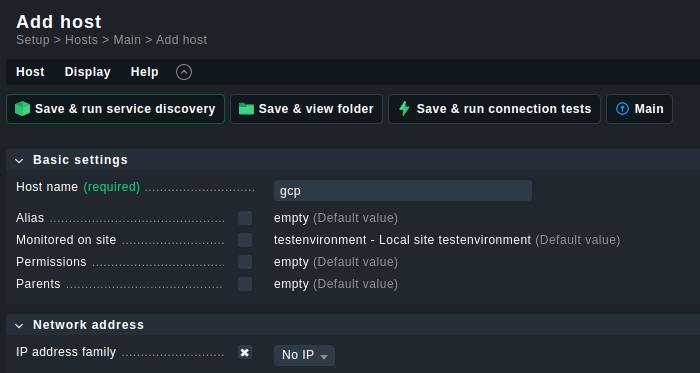 Add host
Setup > Hosts > Main > Add host
Host Display Help
Save & run service discovery Save & view folder Save & run connection tests Main
Basic settings
Host name (required) gcp
Alias empty (Default value)
Monitored on site testenvironment - Local site testenvironment (Default value)
Permissions empty (Default value)
Parents empty (Default value)
Network address
IP address family No IP